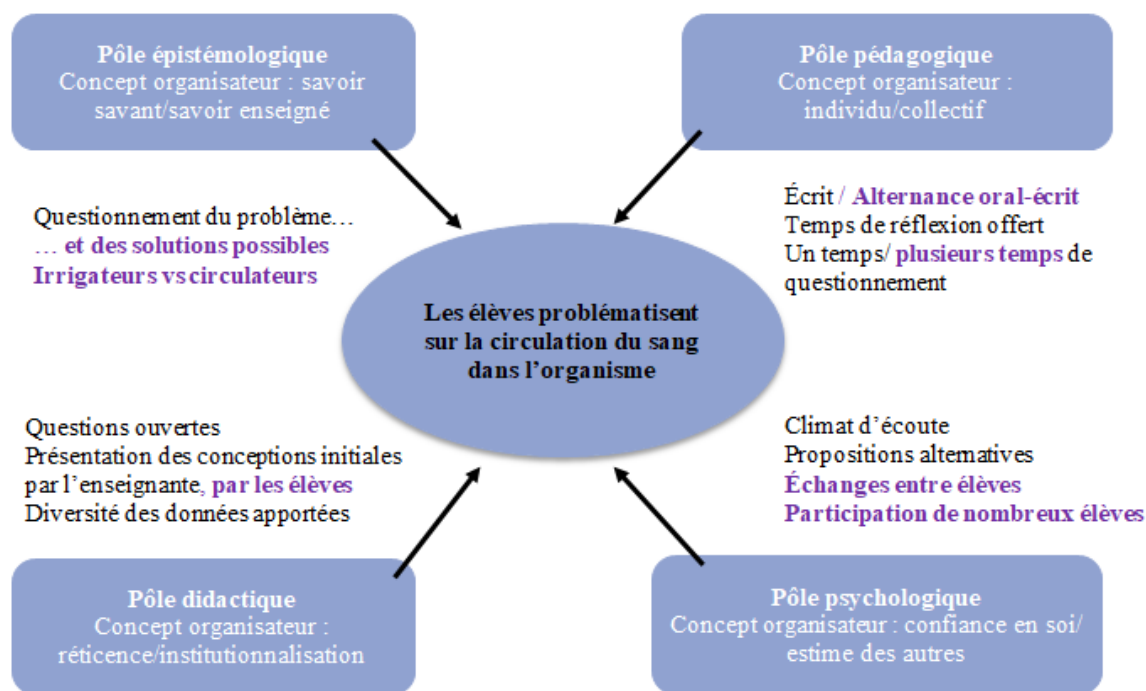 Pôle épistémologique
Concept organisateur : savoir
savant/savoir enseigné
Pôle pédagogique
Concept organisateur :
individu/collectif
Questionnement du problème…
… et des solutions possibles
Irrigateurs vs circulateurs
Écrit / Alternance oral-écrit
Temps de réflexion offert
Un temps/ plusieurs temps de
questionnement
Les élèves problématisent
sur la circulation du sang
dans l’organisme
Questions ouvertes
Présentation des conceptions initiales
par l’enseignante, par les élèves
Diversité des données apportées
Climat d’écoute
Propositions alternatives
Échanges entre élèves
Participation de nombreux élèves
Pôle didactique
Concept organisateur :
réticence/institutionnalisation
Pôle psychologique
Concept organisateur : confiance en soi/
estime des autres